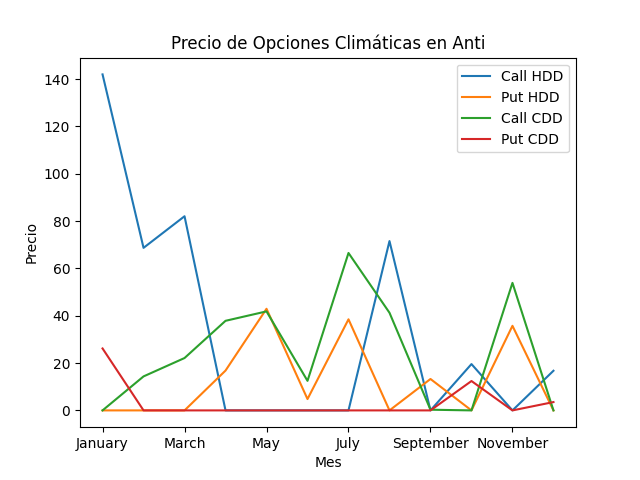 Precio de Opciones Climáticas en Anti
Call HDD
Put HDD
Call CDD
Put CDD
Precio
140
120
100
80
60
40
20
0
January March May July September November
Mes